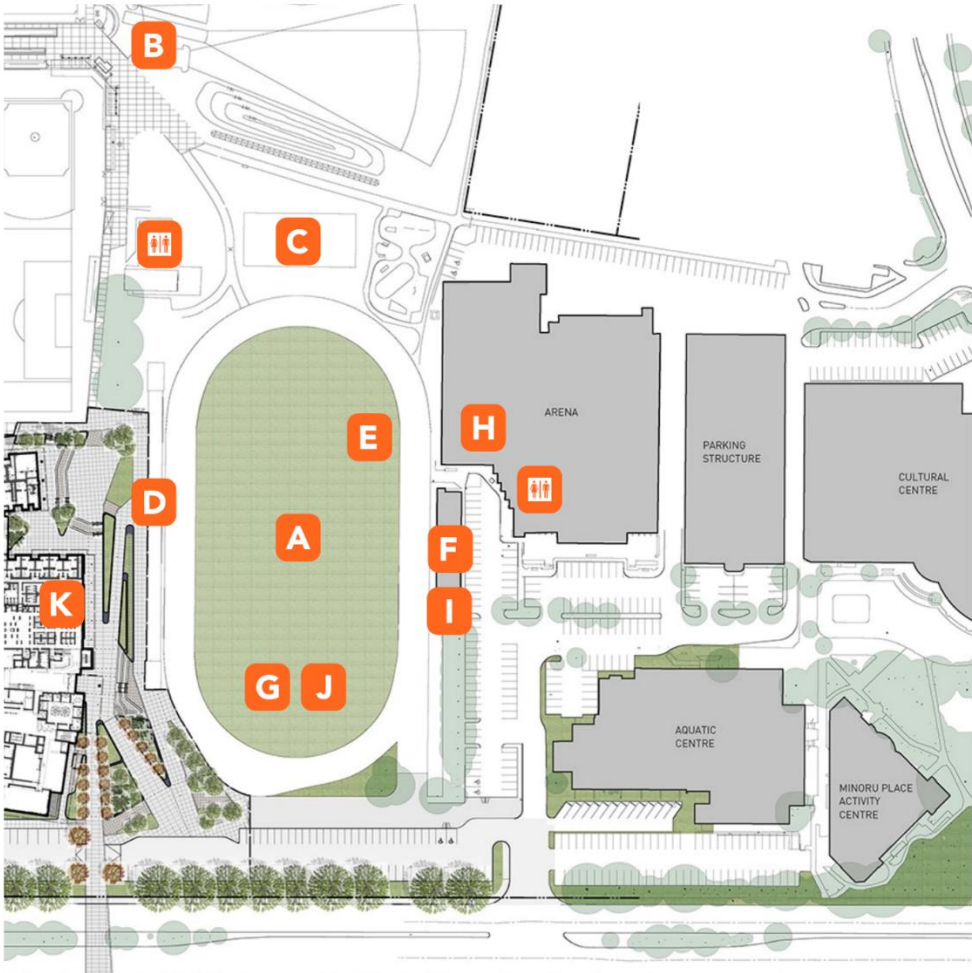 B
C
E
H
ARENA
PARKING
STRUCTURE
CULTURAL
CENTRE
D
A
F
K
I
G
J
AQUATIC
CENTRE
MINORU PLACE
ACTIVITY
CENTRE